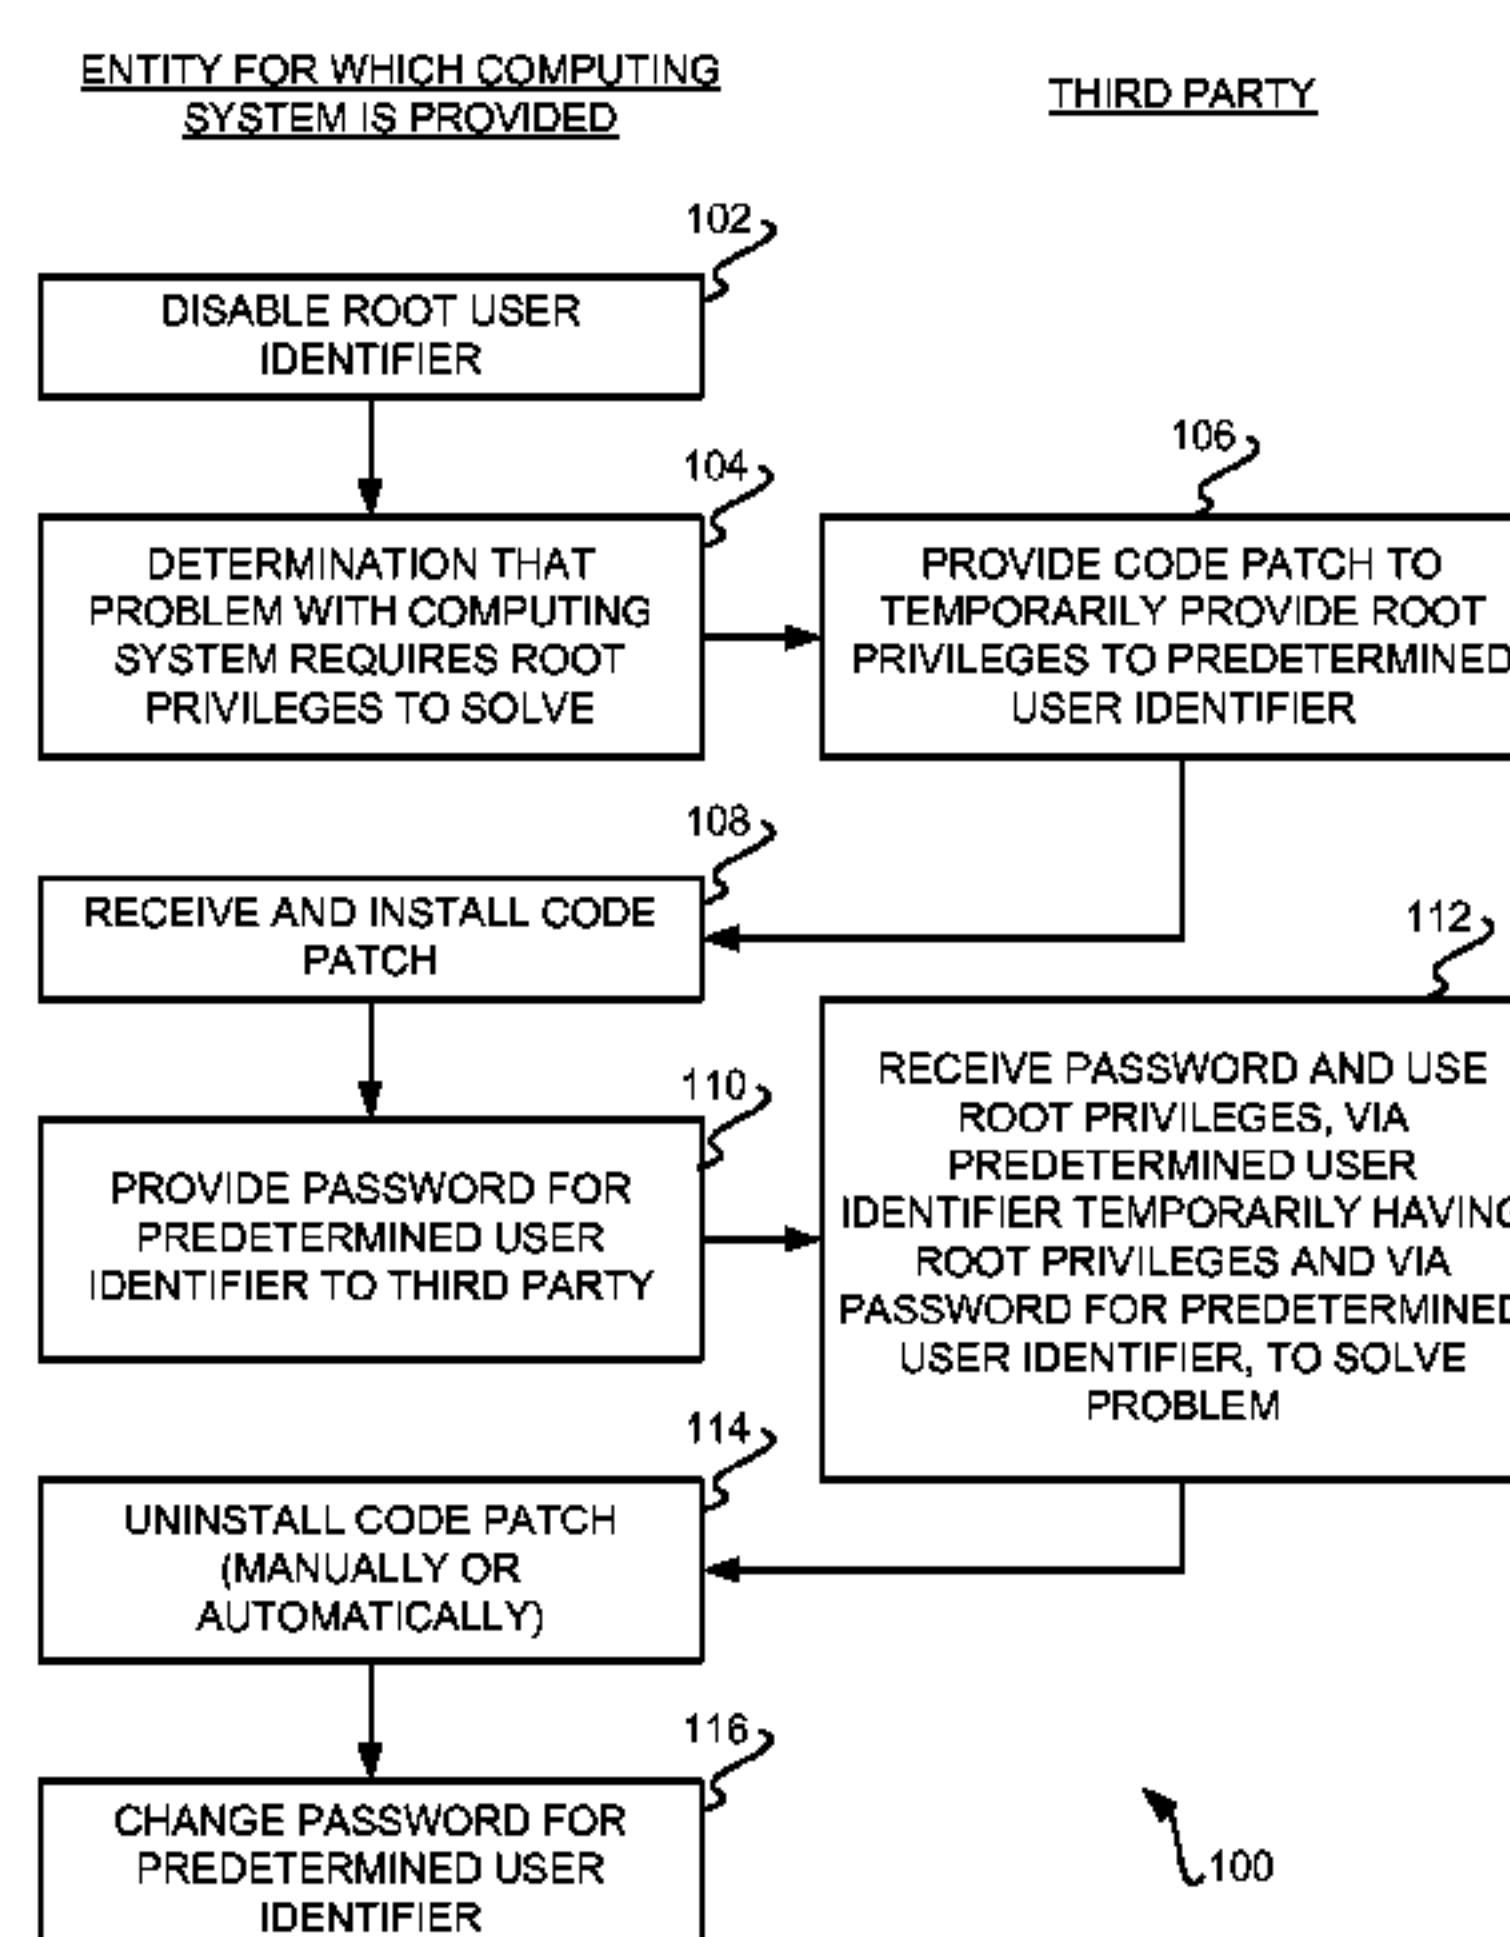 ENTITY FOR WHICH COMPUTING
SYSTEM IS PROVIDED
THIRD PARTY
102
DISABLE ROOT USER
IDENTIFIER
104
DETERMINATION THAT
PROBLEM WITH COMPUTING
SYSTEM REQUIRES ROOT
PRIVILEGES TO SOLVE
106
PROVIDE CODE PATCH TO
TEMPORARILY PROVIDE ROOT
PRIVILEGES TO PREDETERMINED
USER IDENTIFIER
108
RECEIVE AND INSTALL CODE
PATCH
110
PROVIDE PASSWORD FOR
PREDETERMINED USER
IDENTIFIER TO THIRD PARTY
112
RECEIVE PASSWORD AND USE
ROOT PRIVILEGES, VIA
PREDETERMINED USER
IDENTIFIER TEMPORARILY HAVING
ROOT PRIVILEGES AND VIA
PASSWORD FOR PREDETERMINED
USER IDENTIFIER, TO SOLVE
PROBLEM
114
UNINSTALL CODE PATCH
(MANUALLY OR
AUTOMATICALLY)
116
CHANGE PASSWORD FOR
PREDETERMINED USER
IDENTIFIER
100